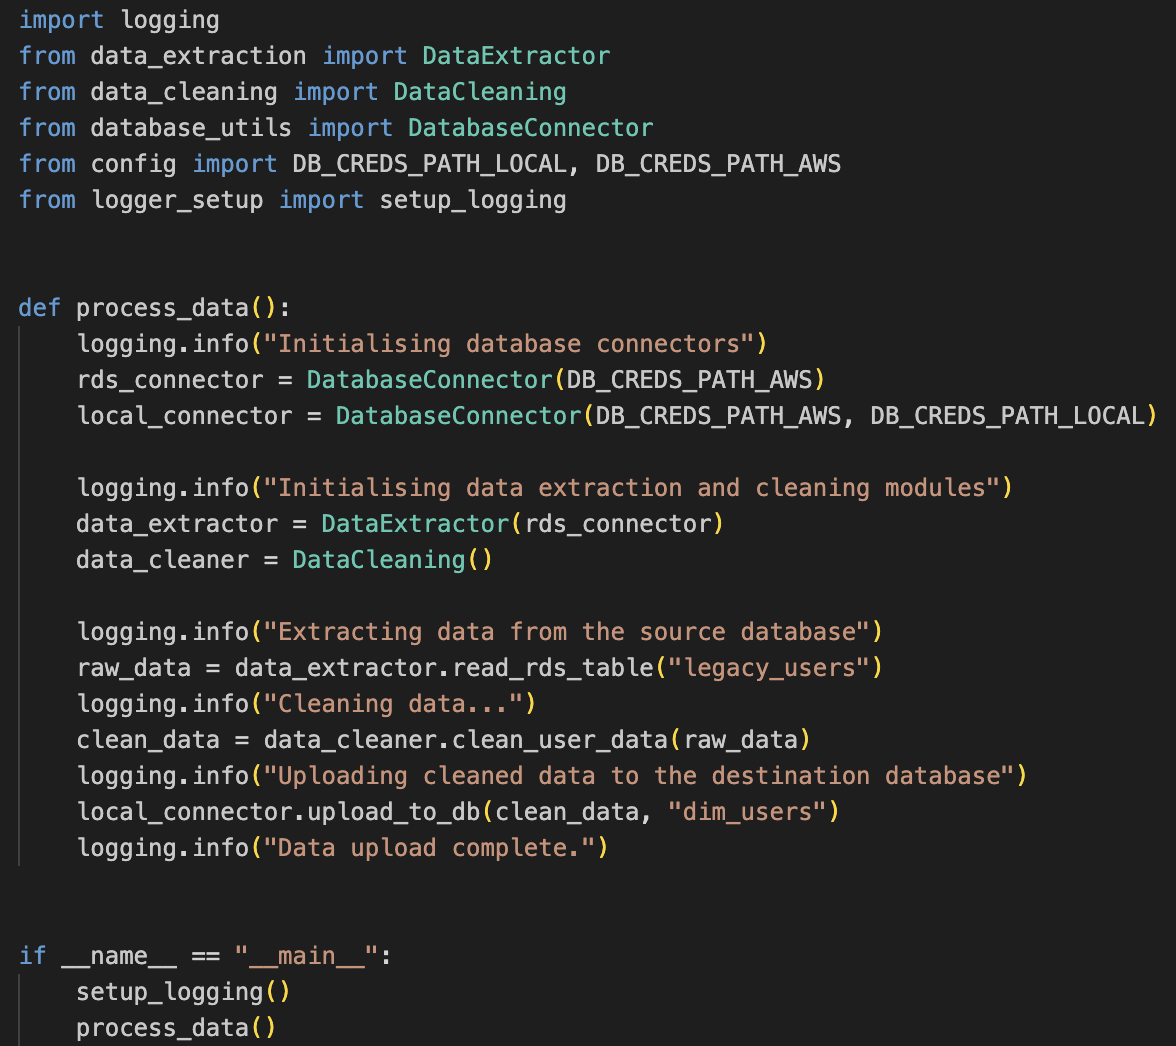 import logging
from data_extraction import DataExtractor
from data_cleaning import DataCleaning
from database_utils import DatabaseConnector
from config import DB_CREDS_PATH_LOCAL, DB_CREDS_PATH_AWS
from logger_setup import setup_logging
def process_data():
    logging.info("Initialising database connectors")
    rds_connector = DatabaseConnector(DB_CREDS_PATH_AWS)
    local_connector = DatabaseConnector(DB_CREDS_PATH_AWS, DB_CREDS_PATH_LOCAL)
    logging.info("Initialising data extraction and cleaning modules")
    data_extractor = DataExtractor(rds_connector)
    data_cleaner = DataCleaning()
    logging.info("Extracting data from the source database")
    raw_data = data_extractor.read_rds_table("legacy_users")
    logging.info("Cleaning data...")
    clean_data = data_cleaner.clean_user_data(raw_data)
    logging.info("Uploading cleaned data to the destination database")
    local_connector.upload_to_db(clean_data, "dim_users")
    logging.info("Data upload complete.")
if __name__ == "__main__":
    setup_logging()
    process_data()